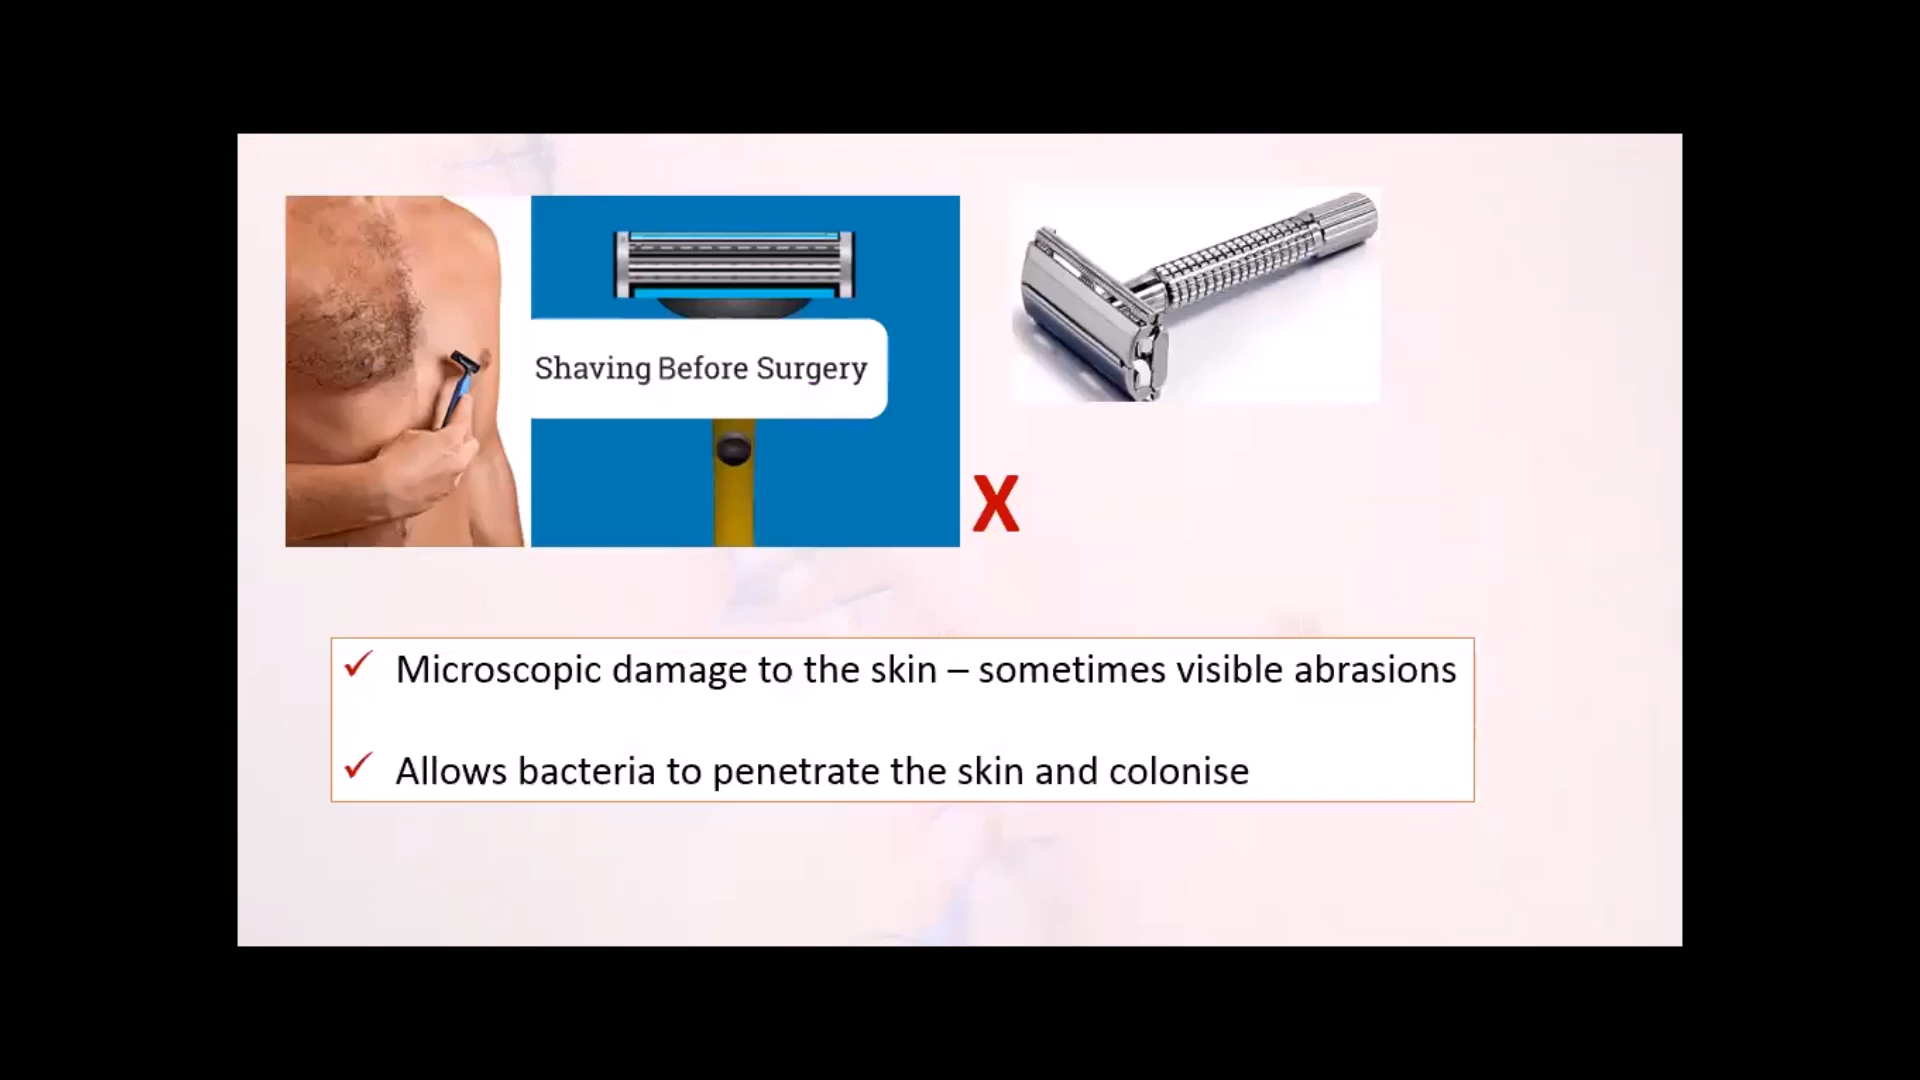 Shaving Before Surgery
X
✓ Microscopic damage to the skin – sometimes visible abrasions
✓ Allows bacteria to penetrate the skin and colonise